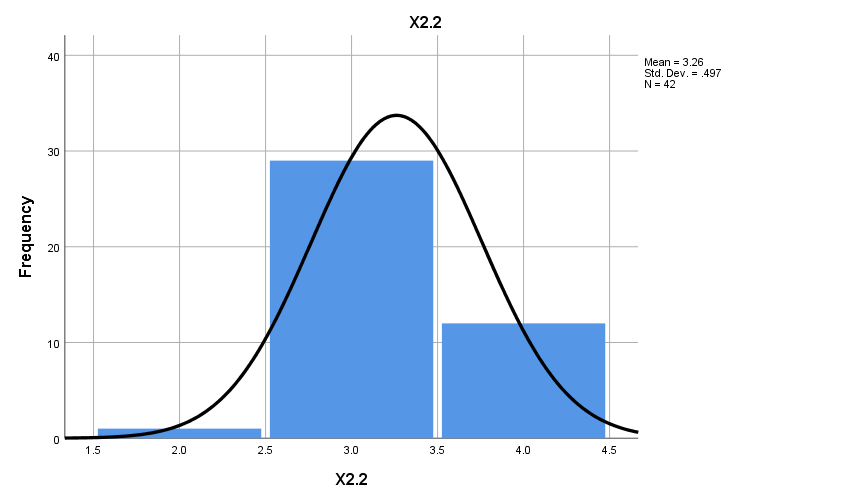 X2.2
Mean = 3.26
Std. Dev. = .497
N = 42
40
30
20
10
0
Frequency
1.5 2.0 2.5 3.0 3.5 4.0 4.5
X2.2